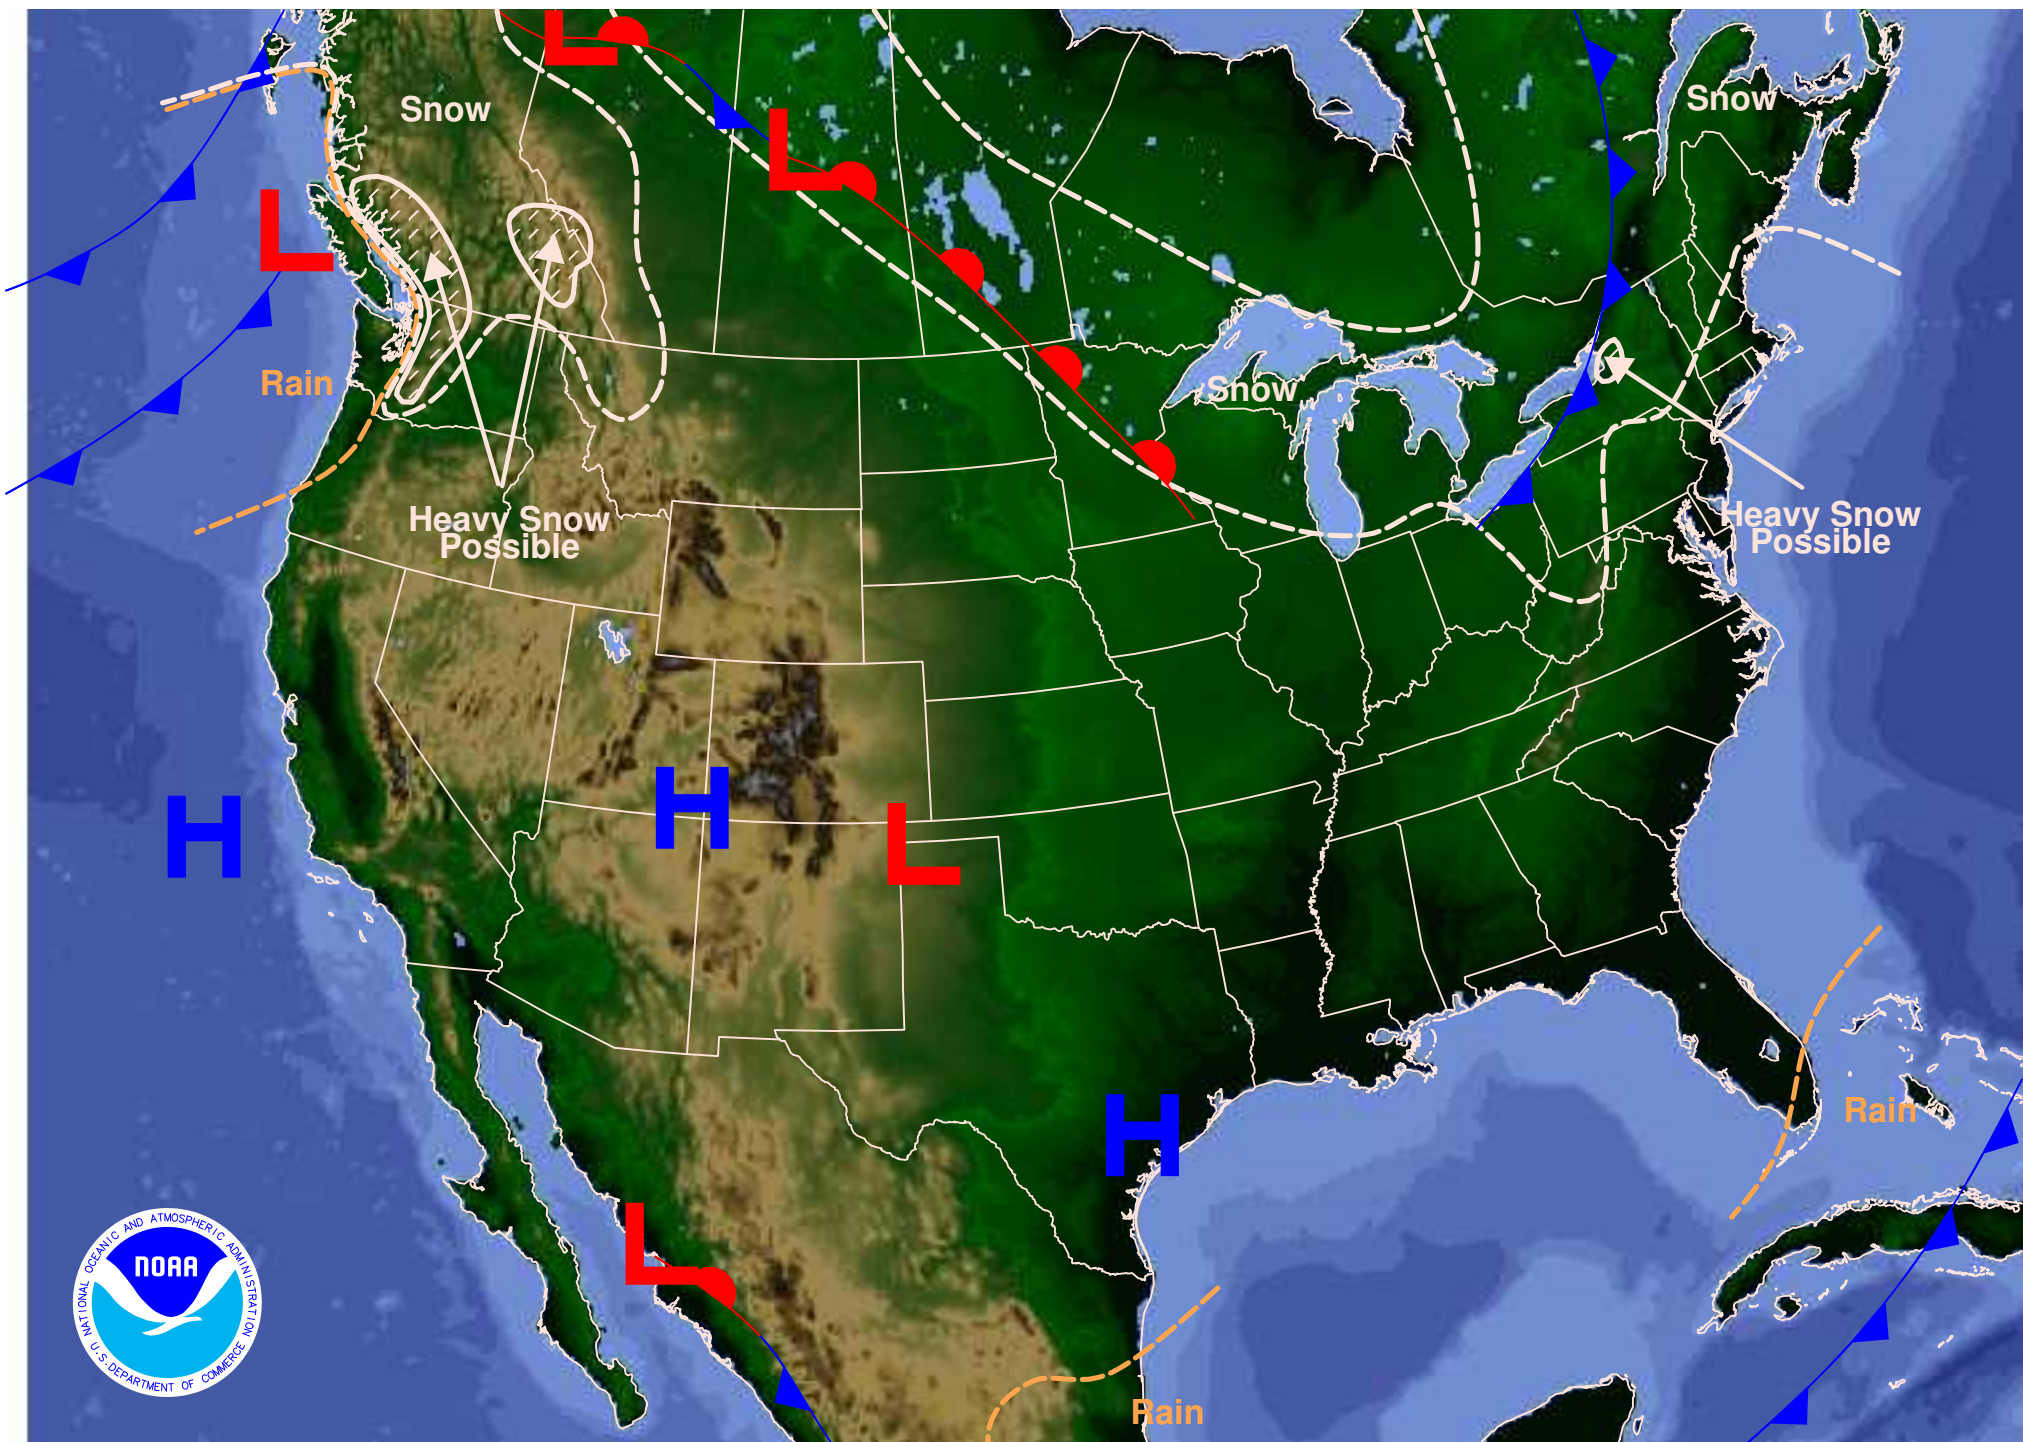 L
Snow
Snow
L
L
Rain
Snow
Heavy Snow
Possible
Heavy Snow
Possible
H
H
L
H
Rain
L
Rain
NATIONAL OCEANIC AND ATMOSPHERIC ADMINISTRATION
NOAA
U.S. DEPARTMENT OF COMMERCE